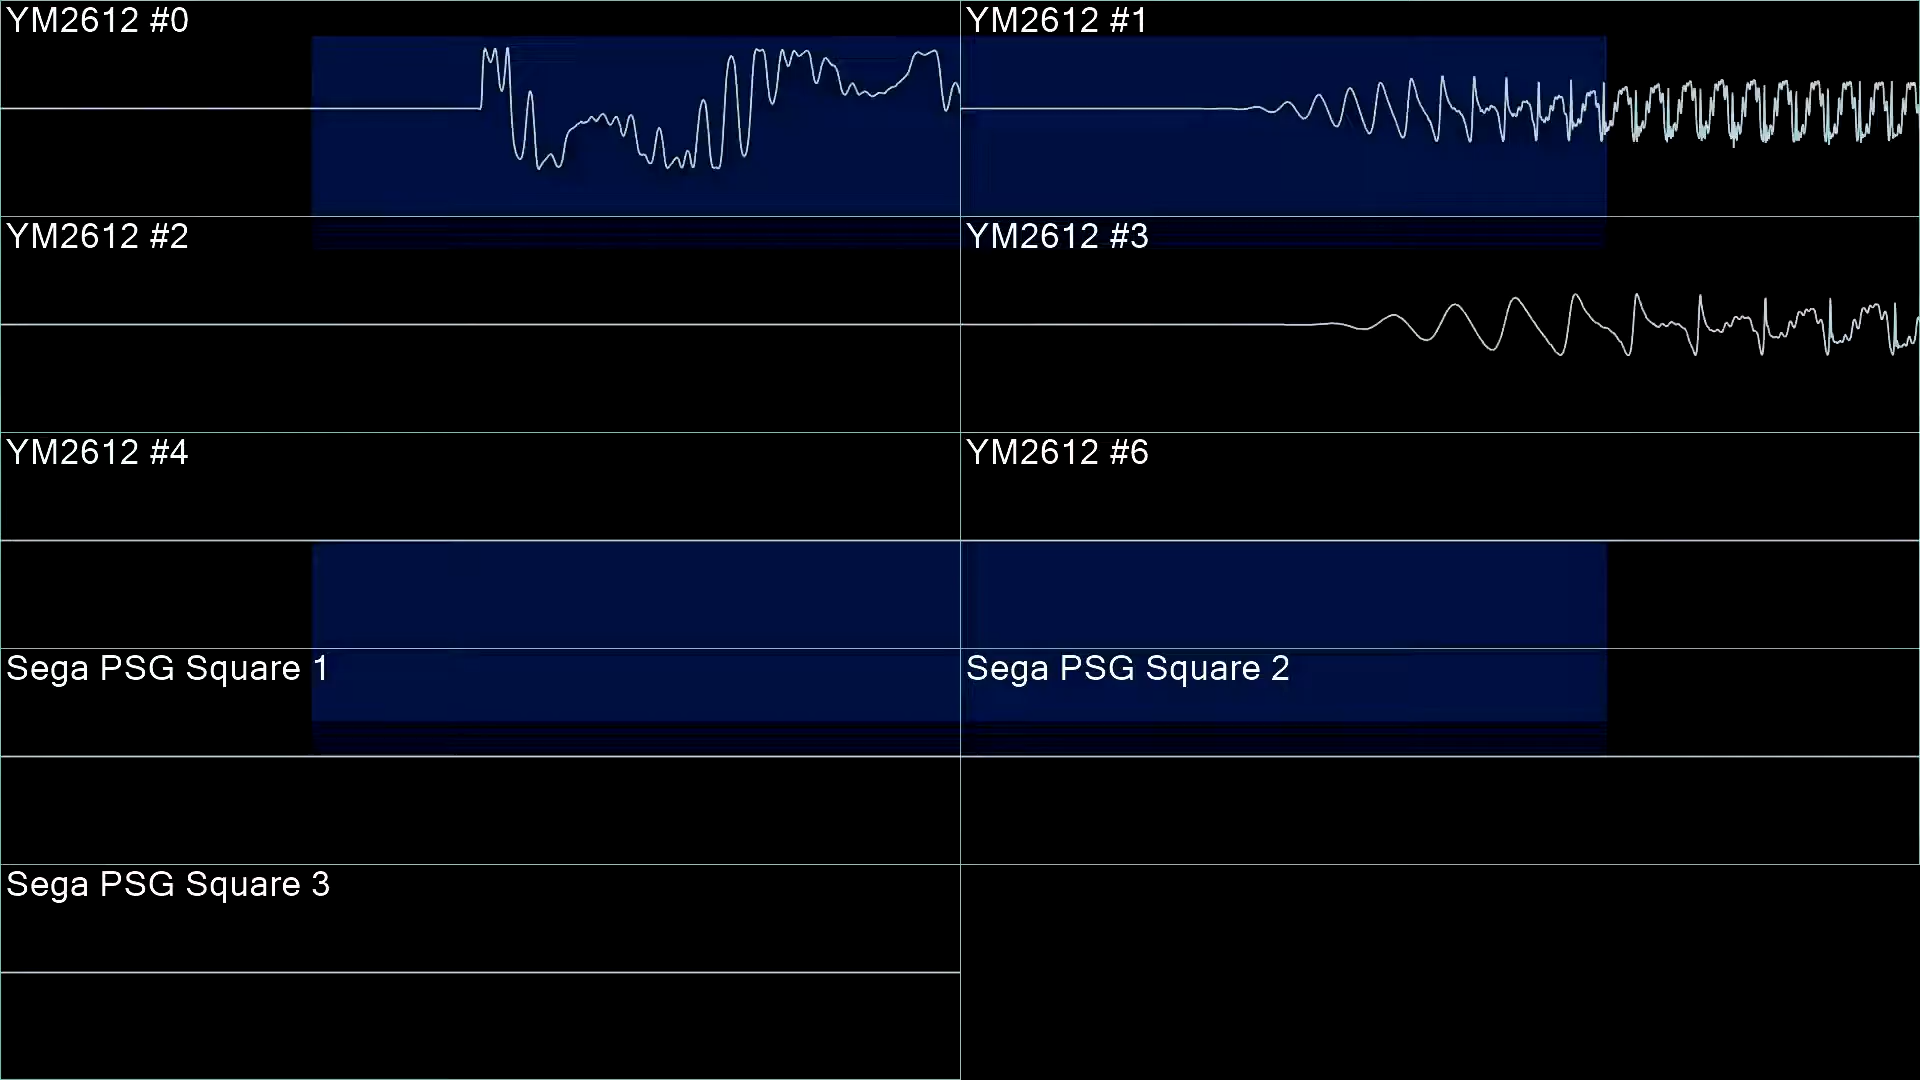 YM2612 #0
YM2612 #1
YM2612 #2
YM2612 #3
YM2612 #4
YM2612 #6
Sega PSG Square 1
Sega PSG Square 2
Sega PSG Square 3